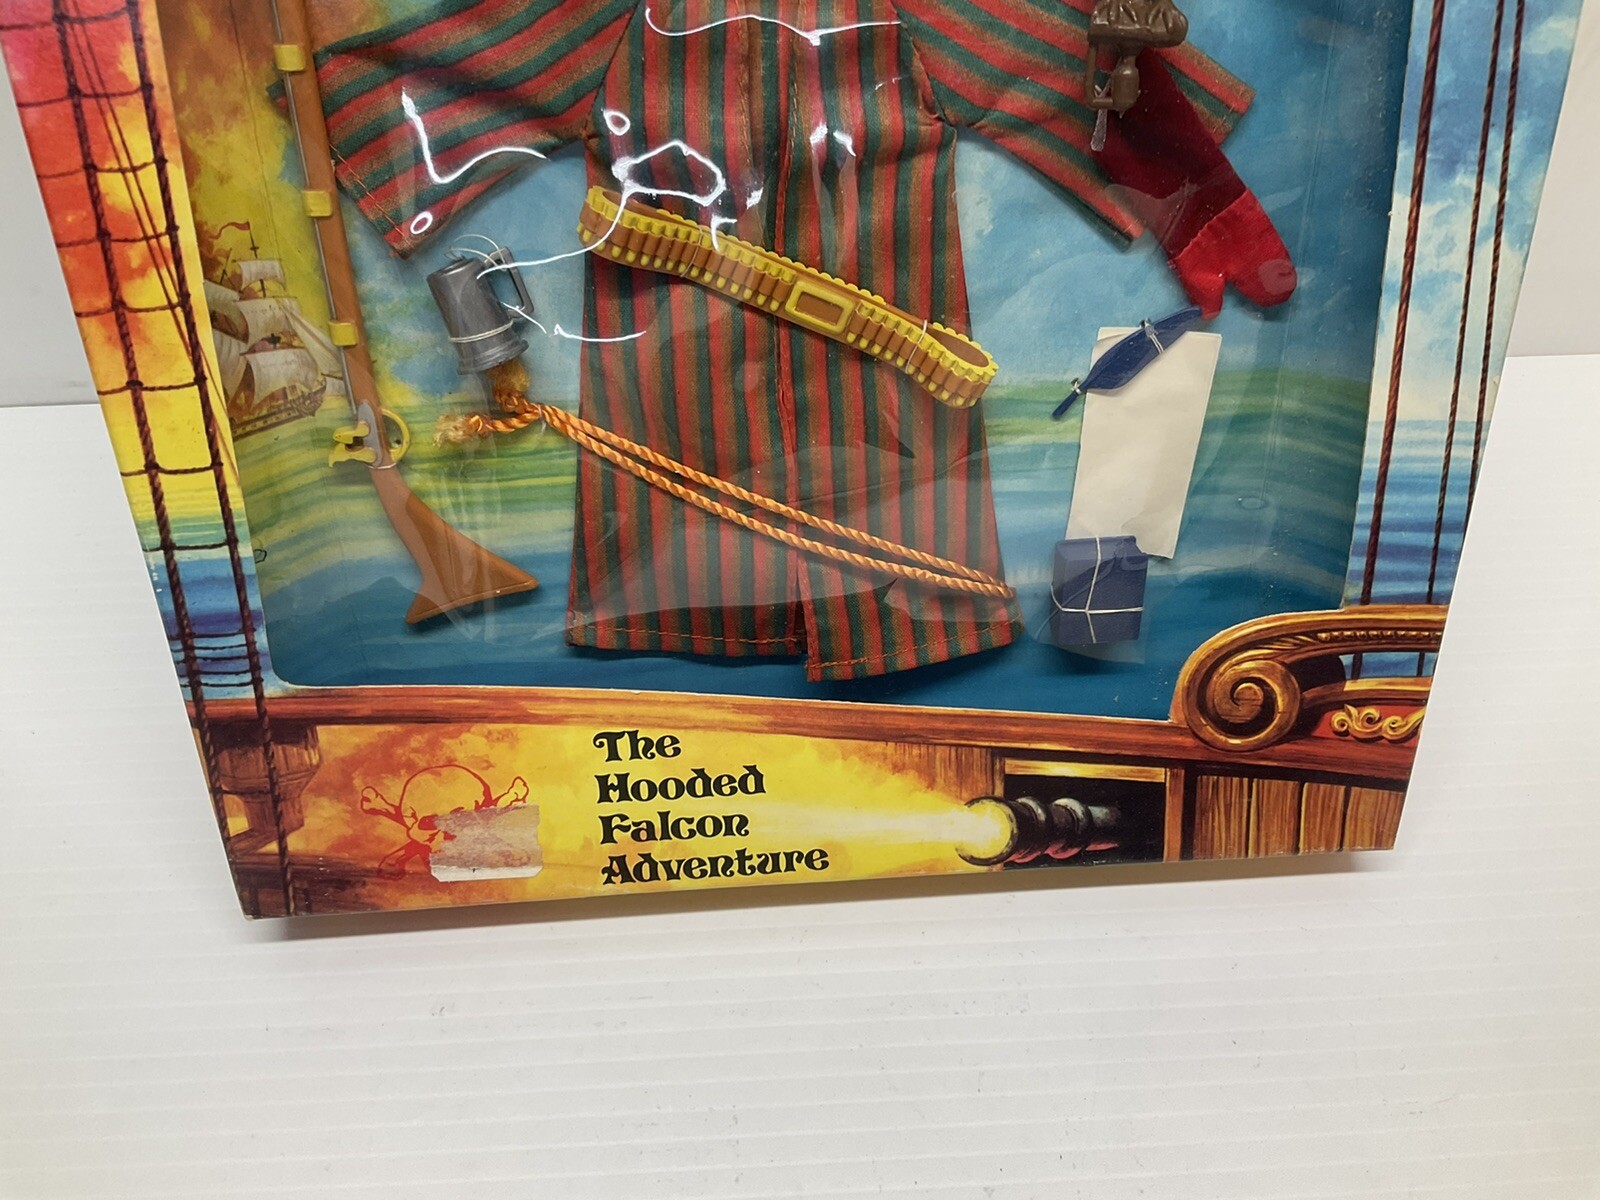 The
Hooded
Falcon
Adventure